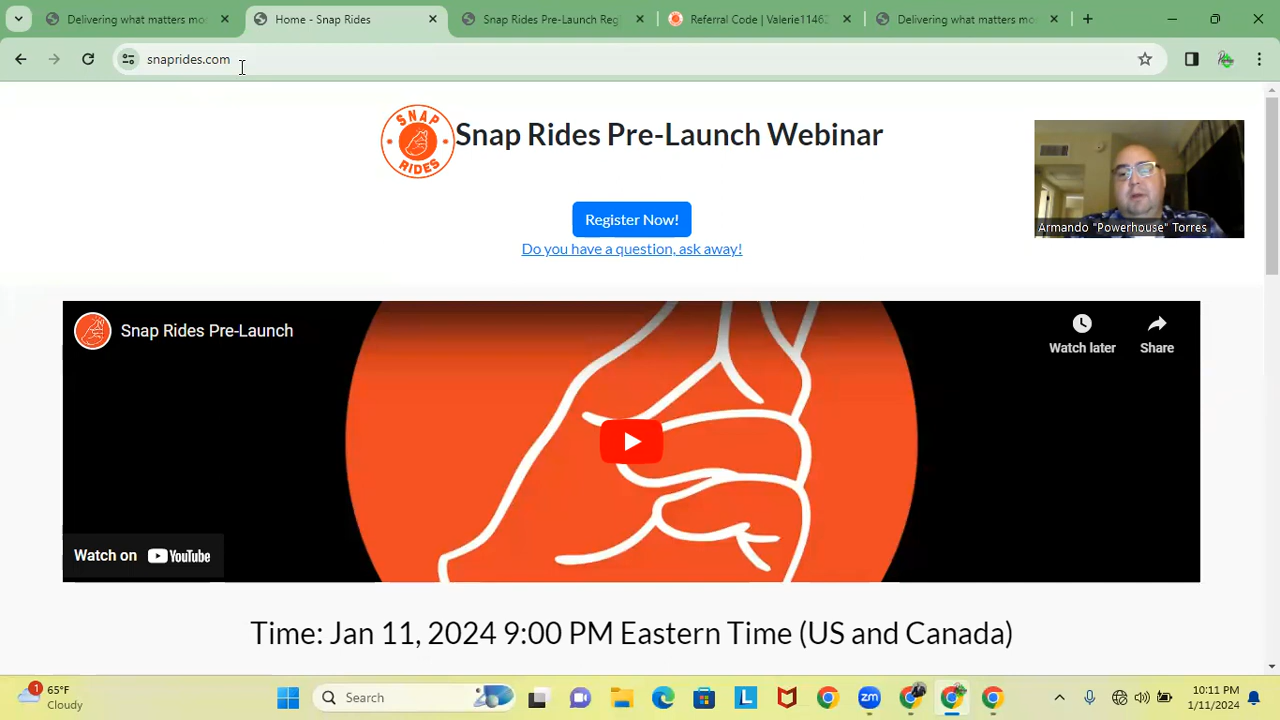 Delivering what matters mo
Home - Snap Rides
Snap Rides Pre-Launch Reg
Referral Code | Valerie11462
Delivering what matters mo
snaprides.com
SNAP
RIDES
Snap Rides Pre-Launch Webinar
Register Now!
Do you have a question, ask away!
Armando "Powerhouse" Torres
Snap Rides Pre-Launch
Watch later
Share
Watch on YouTube
Time: Jan 11, 2024 9:00 PM Eastern Time (US and Canada)
1
65°F
Cloudy
Search
L
zm
10:11 PM
1/11/2024